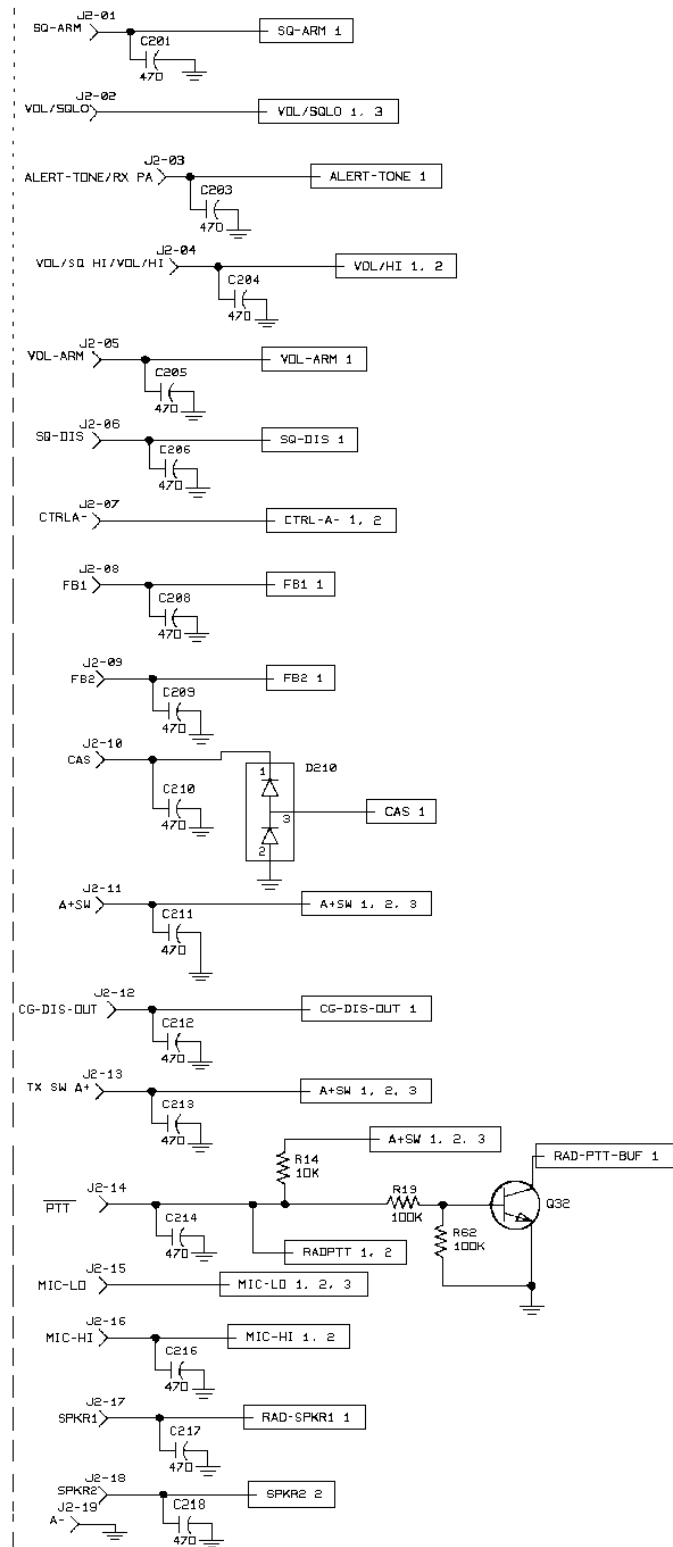 J2-01
SQ-ARM
SQ-ARM 1
C201
470
J2-02
VOL/SQLO
VOL/SQLO 1, 3
J2-03
ALERT-TONE/RX PA
ALERT-TONE 1
C203
470
J2-04
VOL/SQ HI/VOL/HI
VOL/HI 1, 2
C204
470
J2-05
VOL-ARM
VOL-ARM 1
C205
470
J2-06
SQ-DIS
SQ-DIS 1
C206
470
J2-07
CTRLA-
CTRL-A- 1, 2
J2-08
FB1
FB1 1
C208
470
J2-09
FB2
FB2 1
C209
470
J2-10
CAS
D210
1
C210
3
CAS 1
470
2
J2-11
A+SW
A+SW 1, 2, 3
C211
470
J2-12
CG-DIS-OUT
CG-DIS-OUT 1
C212
470
J2-13
TX SW A+
A+SW 1, 2, 3
C213
470
A+SW 1, 2, 3
RAD-PTT-BUF 1
R14
10K
J2-14
PTT
R19
100K
Q32
C214
470
R62
100K
RADPTT 1, 2
J2-15
MIC-LO
MIC-LO 1, 2, 3
J2-16
MIC-HI
MIC-HI 1, 2
C216
470
J2-17
SPKR1
RAD-SPKR1 1
C217
470
J2-18
SPKR2
SPKR2 2
J2-19
C218
A-
470